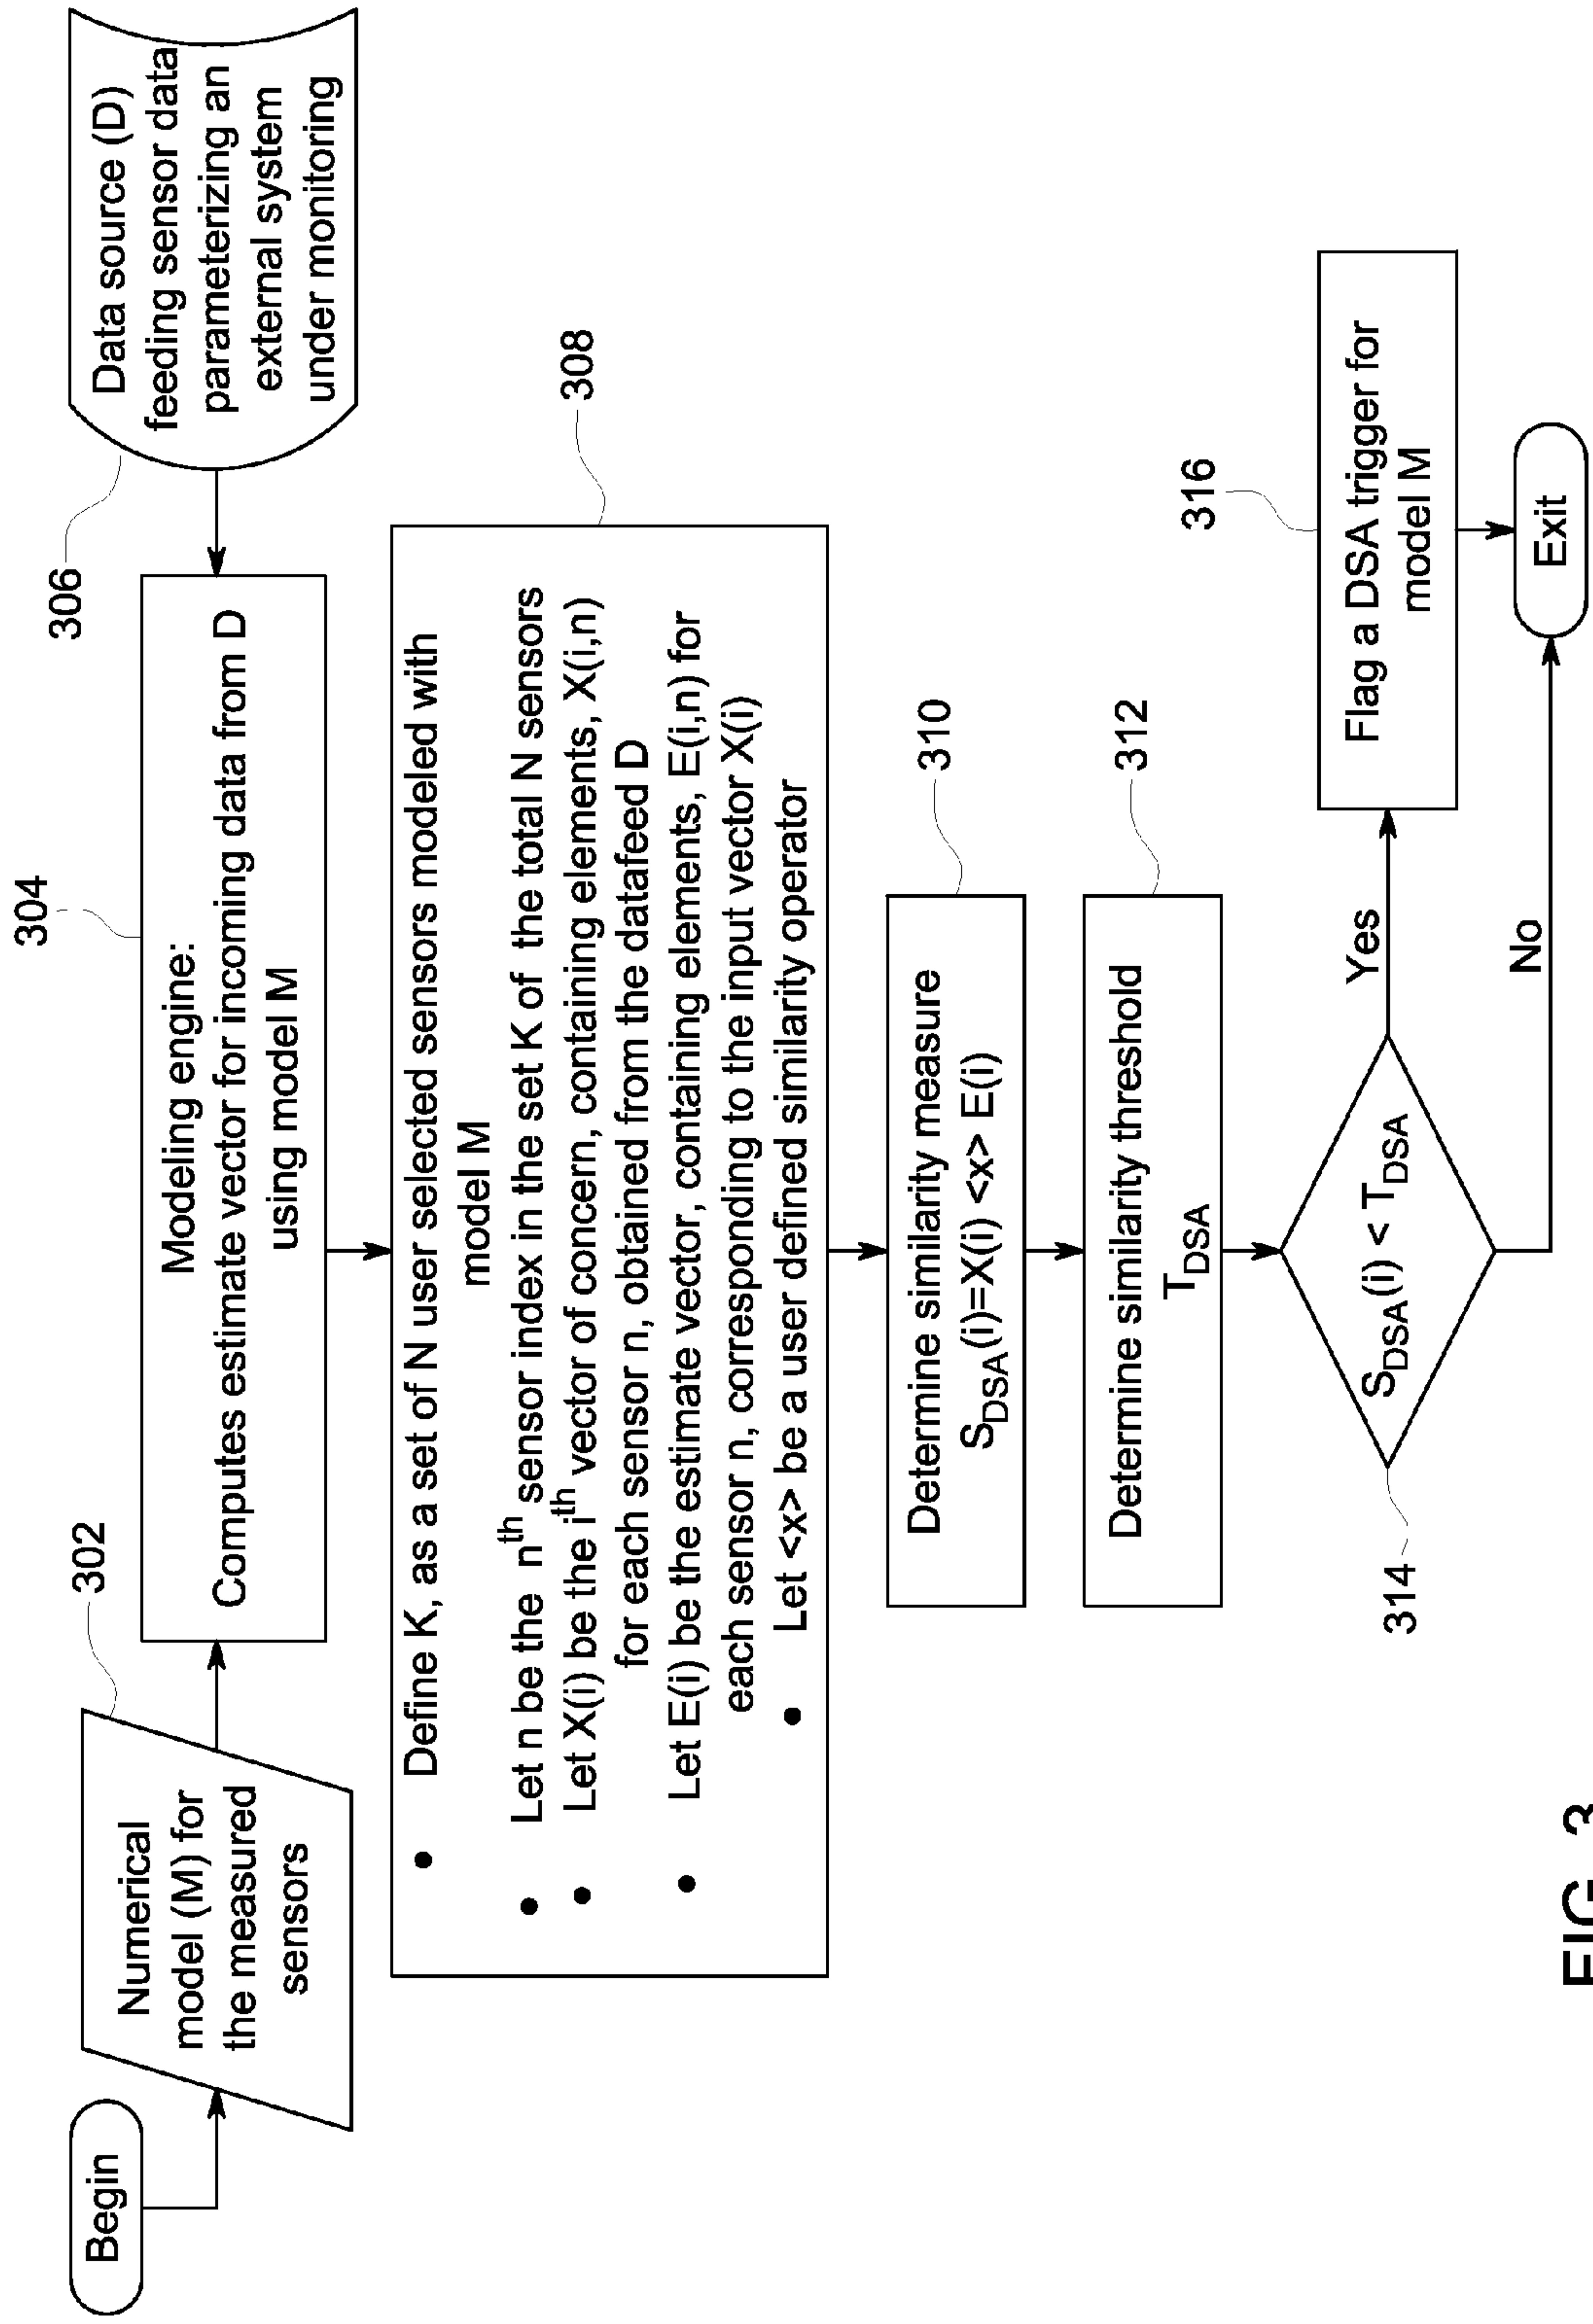 Begin
302
Numerical
model (M) for
the measured
sensors
304
Modeling engine:
Computes estimate vector for incoming data from D
using model M
306
Data source (D)
feeding sensor data
parameterizing an
external system
under monitoring
308
• Define K, as a set of N user selected sensors modeled with
model M
• Let n be the nth sensor index in the set K of the total N sensors
• Let X(i) be the ith vector of concern, containing elements, X(i,n)
for each sensor n, obtained from the datafeed D
• Let E(i) be the estimate vector, containing elements, E(i,n) for
each sensor n, corresponding to the input vector X(i)
• Let <x> be a user defined similarity operator
310
Determine similarity measure
SDSA(i)=X(i) <x> E(i)
312
Determine similarity threshold
TDSA
314
SDSA(i) < TDSA
Yes
No
316
Flag a DSA trigger for
model M
Exit
FIG. 3